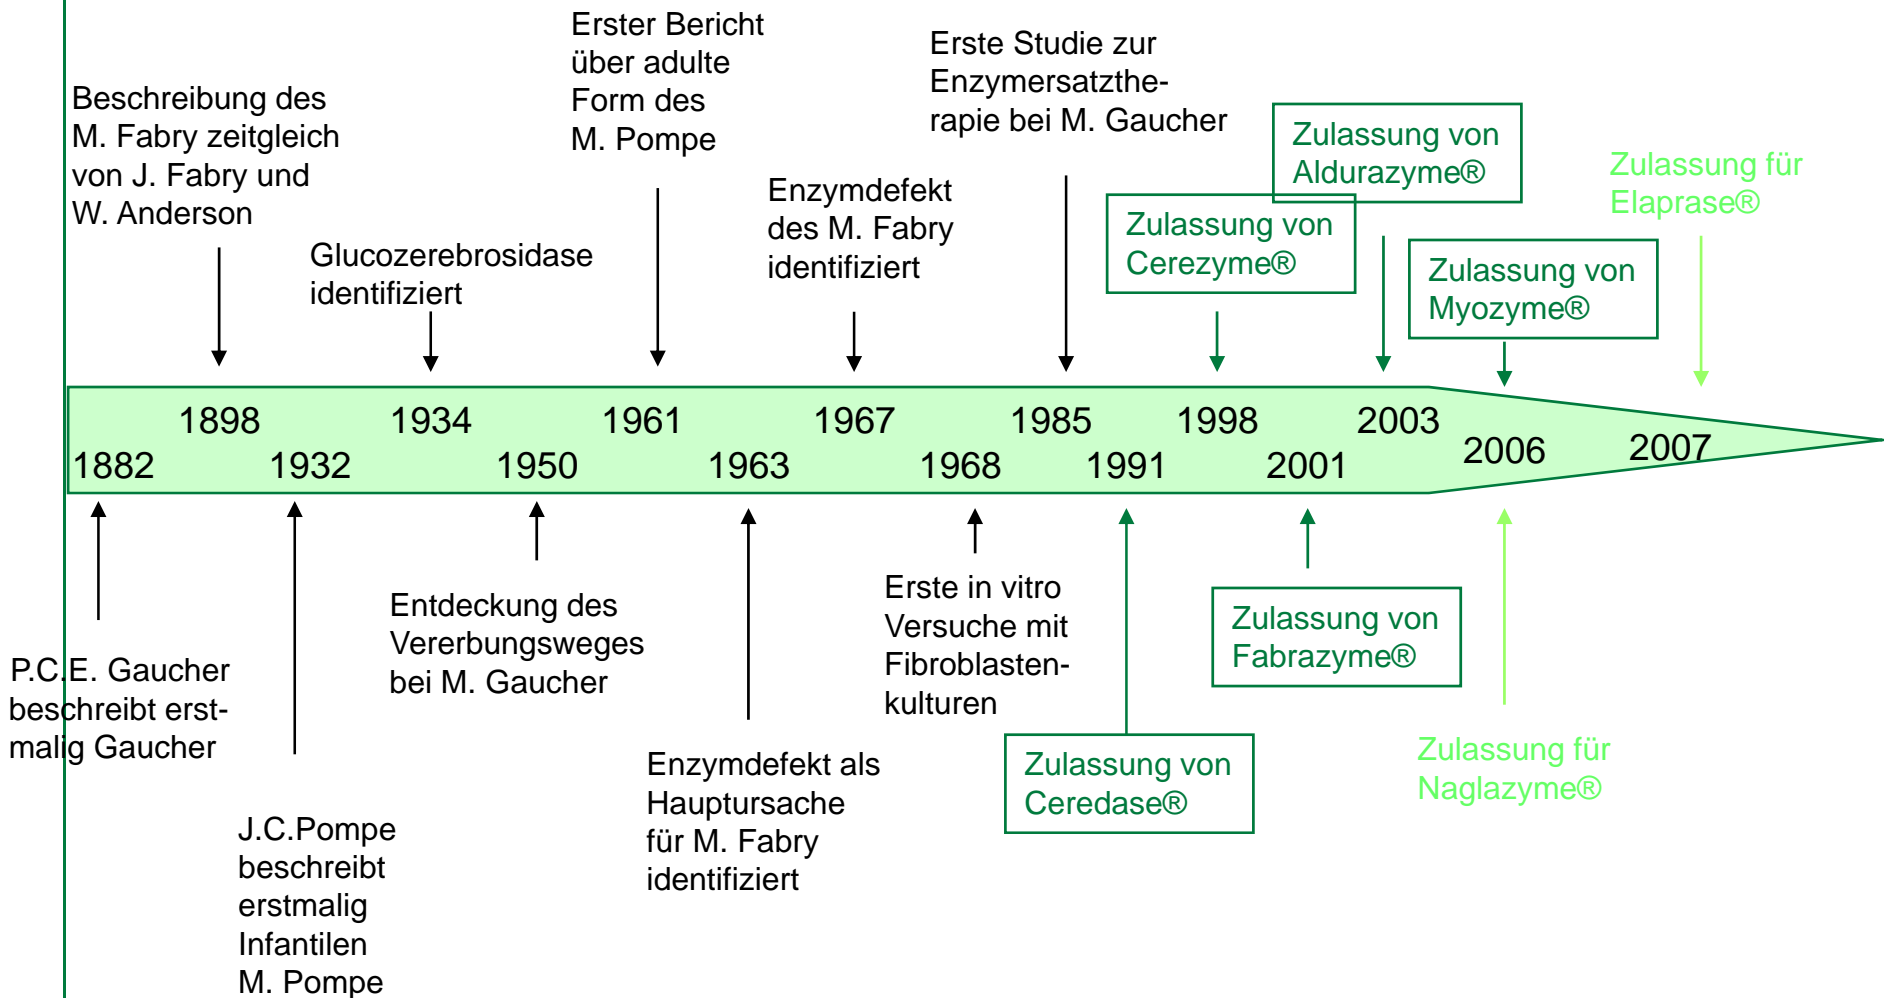 Beschreibung des
M. Fabry zeitgleich
von J. Fabry und
W. Anderson
Glucozerebrosidase
identifiziert
Erster Bericht
über adulte
Form des
M. Pompe
Enzymdefekt
des M. Fabry
identifiziert
Erste Studie zur
Enzymersatzthe-
rapie bei M. Gaucher
Zulassung von
Cerezyme®
Zulassung von
Aldurazyme®
Zulassung von
Myozyme®
Zulassung für
Elaprase®
1898
1934
1961
1967
1985
1998
2003
1882
1932
1950
1963
1968
1991
2001
2006
2007
P.C.E. Gaucher
beschreibt erst-
malig Gaucher
J.C.Pompe
beschreibt
erstmalig
Infantilen
M. Pompe
Entdeckung des
Vererbungsweges
bei M. Gaucher
Enzymdefekt als
Hauptursache
für M. Fabry
identifiziert
Erste in vitro
Versuche mit
Fibroblasten-
kulturen
Zulassung von
Ceredase®
Zulassung von
Fabrazyme®
Zulassung für
Naglazyme®